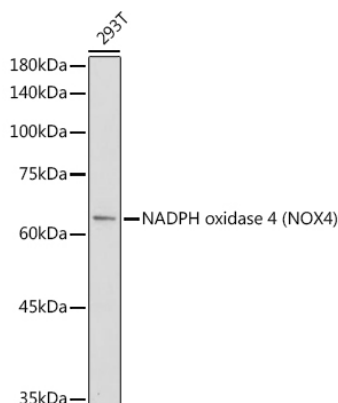 293T
180kDa
140kDa
100kDa
75kDa
NADPH oxidase 4 (NOX4)
60kDa
45kDa
35kDa